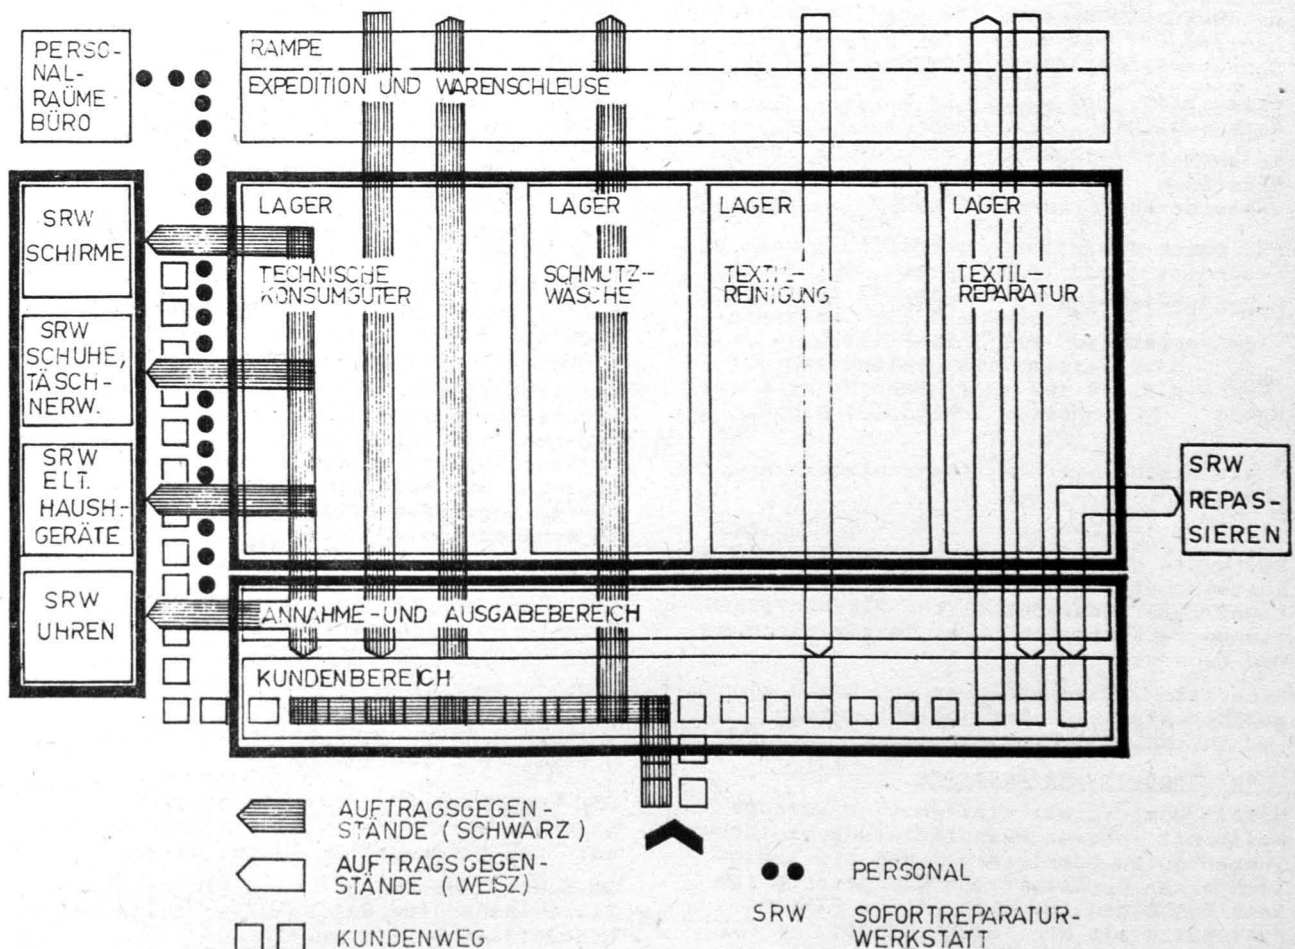 PERSO-
NAL-
RAÜME
BÜRO
RAMPE
EXPEDITION UND WARENSCHLEUSE
SRW
SCHIRME
SRW
SCHUHE,
TÄSCH-
NERW.
SRW
ELT.
HAUSH.-
GERÄTE
SRW
UHREN
LAGER
TECHNISCHE
KONSUMGÜTER
LAGER
SCHMUTZ-
WÄSCHE
LAGER
TEXTIL-
REINIGUNG
LAGER
TEXTIL-
REPARATUR
SRW
REPAS-
SIEREN
ANNAHME-UND AUSGABEBEREICH
KUNDENBEREICH
AUFTRAGSGEGEN-
STÄNDE (SCHWARZ)
AUFTRAGSGEGEN-
STÄNDE (WEISZ)
KUNDENWEG
PERSONAL
SRW SOFORTREPARATUR-
WERKSTATT